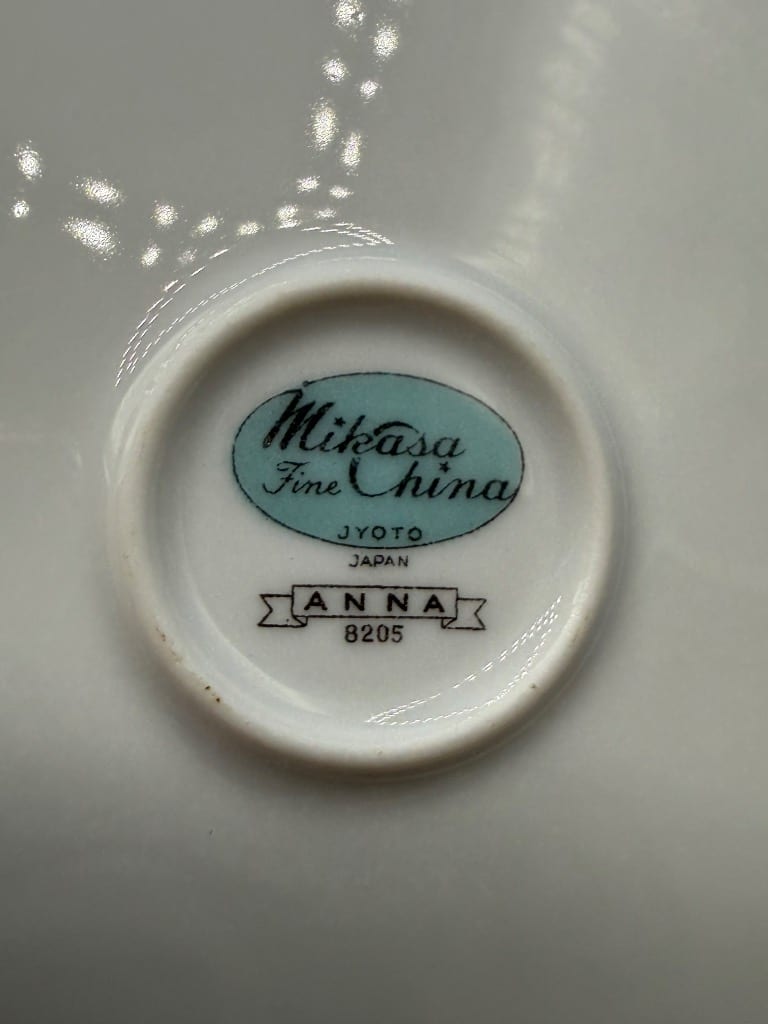 Mikasa
Fine China
JYOTO
JAPAN
ANNA
8205